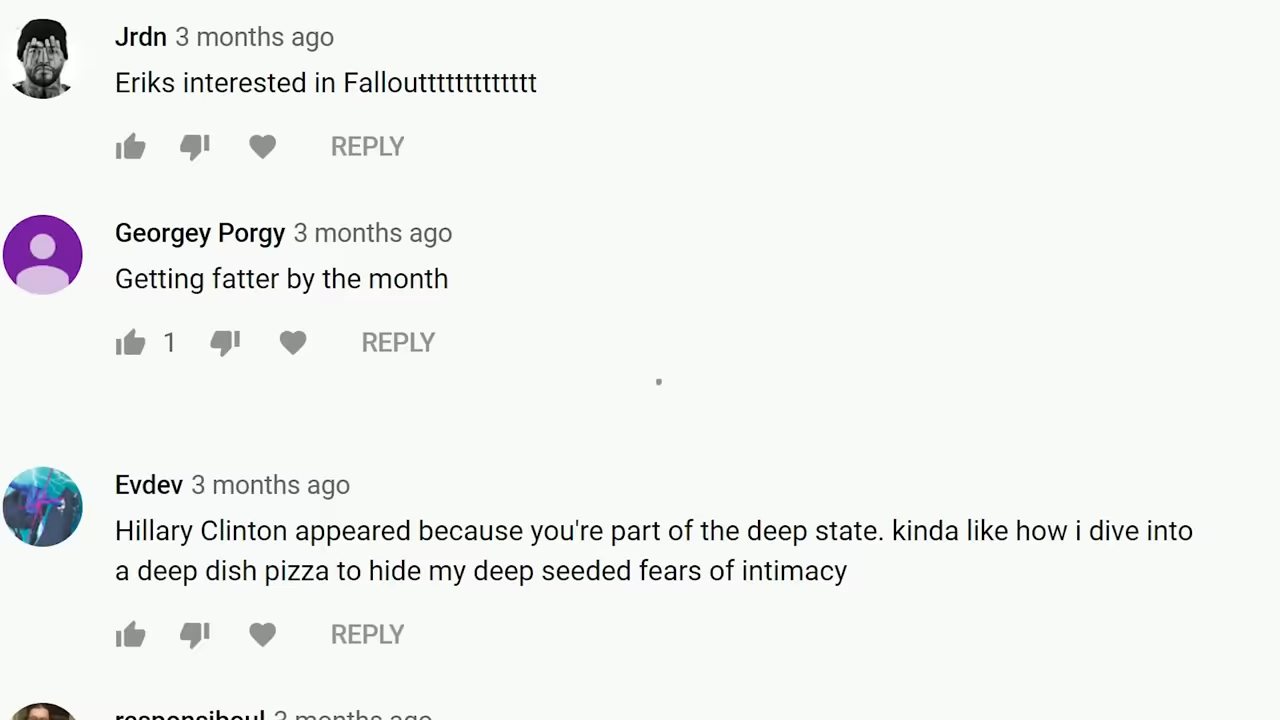 Jrdn 3 months ago
Eriks interested in Falloutttttttttttttt
REPLY
Georgey Porgy 3 months ago
Getting fatter by the month
1 REPLY
Evdev 3 months ago
Hillary Clinton appeared because you're part of the deep state. kinda like how i dive into
a deep dish pizza to hide my deep seeded fears of intimacy
REPLY
responsiboul 3 months ago